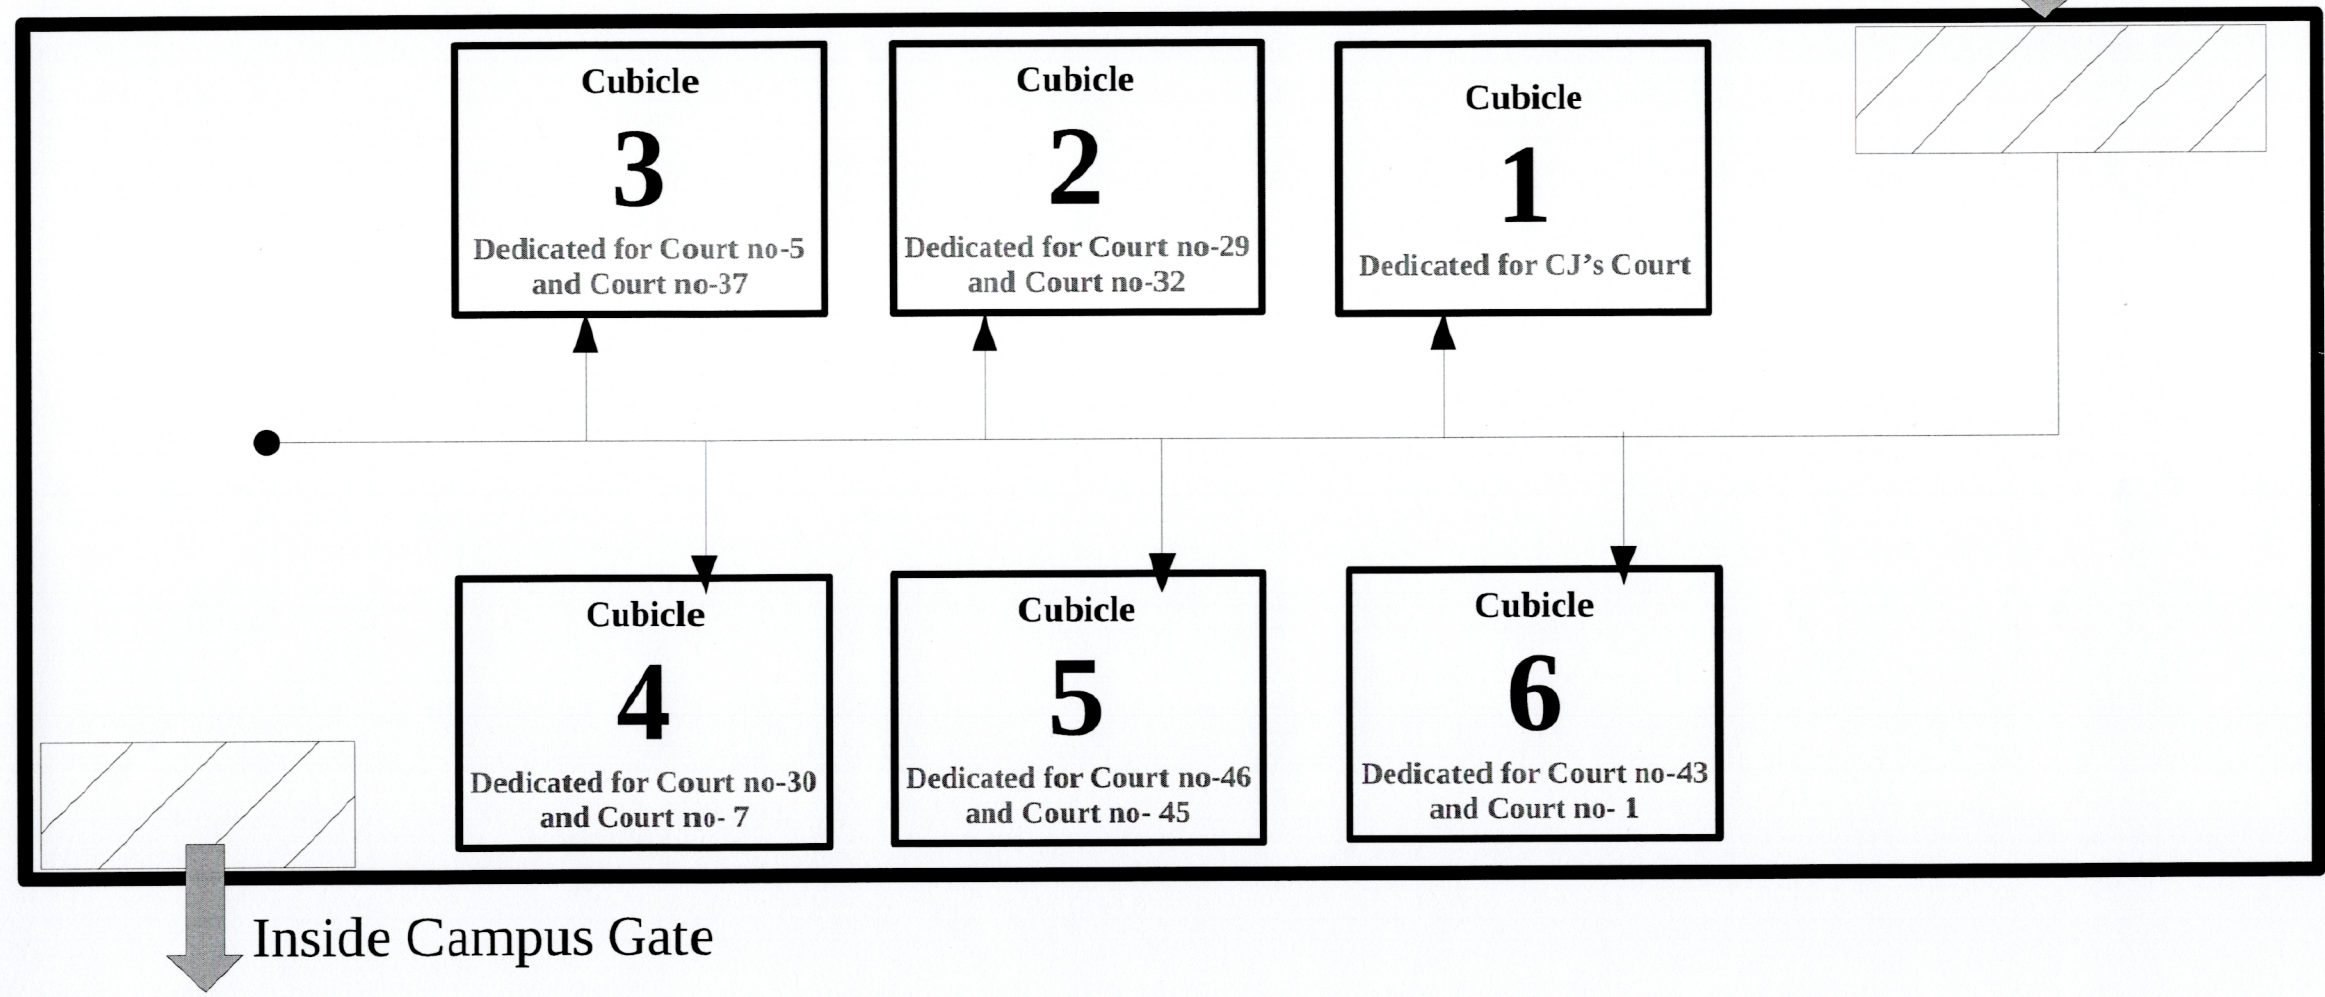 Cubicle
3
Dedicated for Court no-5
and Court no-37
Cubicle
2
Dedicated for Court no-29
and Court no-32
Cubicle
1
Dedicated for CJ’s Court
Cubicle
4
Dedicated for Court no-30
and Court no- 7
Cubicle
5
Dedicated for Court no-46
and Court no- 45
Cubicle
6
Dedicated for Court no-43
and Court no- 1
Inside Campus Gate